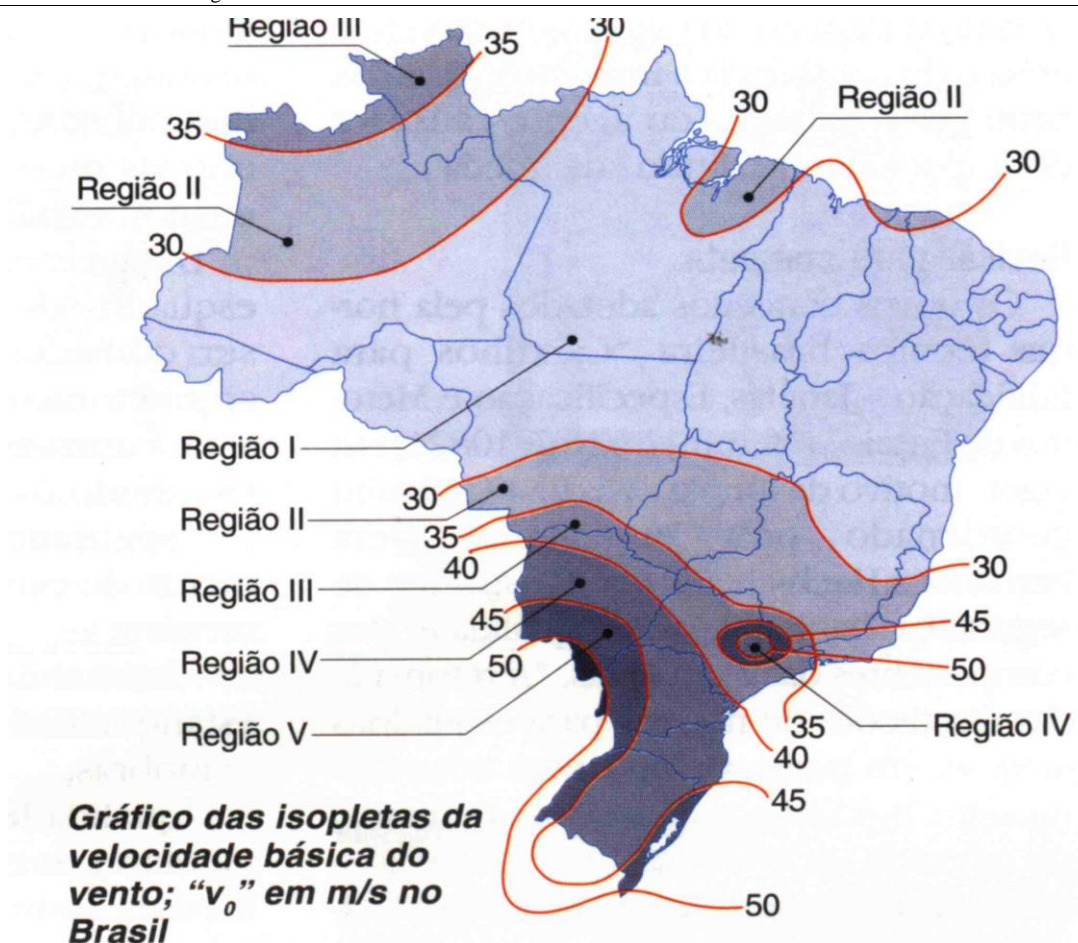 Região III
35
30
30
Região II
30
35
Região II
30
Região I
30
Região II
35
40
30
Região III
45
45
Região IV
50
50
Região V
35
Região IV
40
45
Gráfico das isopletas da
velocidade básica do
vento; "v₀" em m/s no
Brasil
50